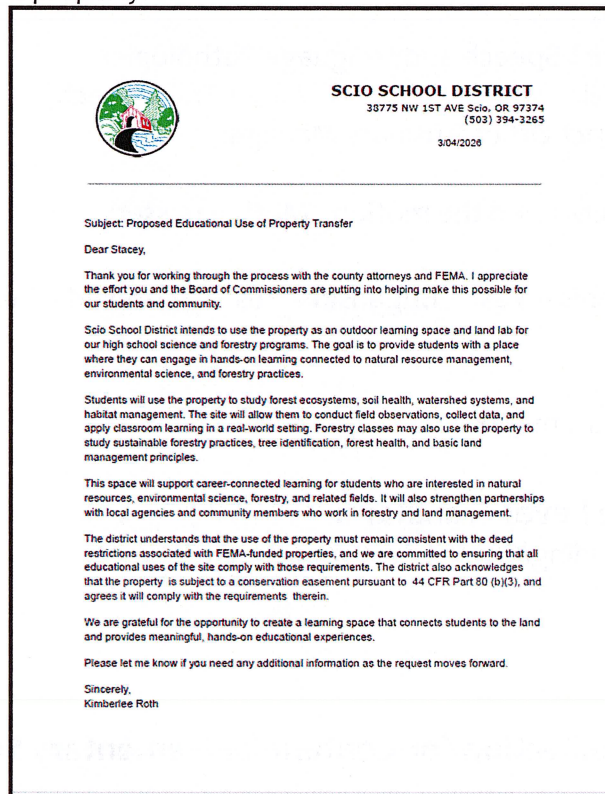 SCIO SCHOOL DISTRICT
38775 NW 1ST AVE Scio, OR 97374
(503) 394-3265
3/04/2026
Subject: Proposed Educational Use of Property Transfer
Dear Stacey,
Thank you for working through the process with the county attorneys and FEMA. I appreciate
the effort you and the Board of Commissioners are putting into helping make this possible for
our students and community.
Scio School District intends to use the property as an outdoor learning space and land lab for
our high school science and forestry programs. The goal is to provide students with a place
where they can engage in hands-on learning connected to natural resource management,
environmental science, and forestry practices.
Students will use the property to study forest ecosystems, soil health, watershed systems, and
habitat management. The site will allow them to conduct field observations, collect data, and
apply classroom learning in a real-world setting. Forestry classes may also use the property to
study sustainable forestry practices, tree identification, forest health, and basic land
management principles.
This space will support career-connected learning for students who are interested in natural
resources, environmental science, forestry, and related fields. It will also strengthen partnerships
with local agencies and community members who work in forestry and land management.
The district understands that the use of the property must remain consistent with the deed
restrictions associated with FEMA-funded properties, and we are committed to ensuring that all
educational uses of the site comply with those requirements. The district also acknowledges
that the property is subject to a conservation easement pursuant to 44 CFR Part 80 (b)(3), and
agrees it will comply with the requirements therein.
We are grateful for the opportunity to create a learning space that connects students to the land
and provides meaningful, hands-on educational experiences.
Please let me know if you need any additional information as the request moves forward.
Sincerely,
Kimberlee Roth